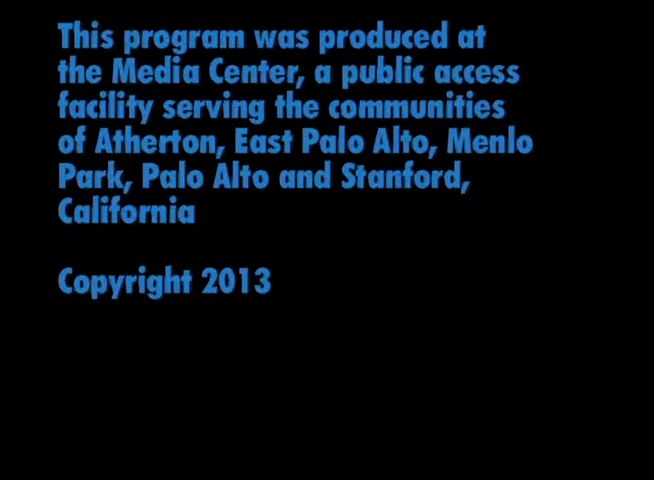 This program was produced at
the Media Center, a public access
facility serving the communities
of Atherton, East Palo Alto, Menlo
Park, Palo Alto and Stanford,
California
Copyright 2013